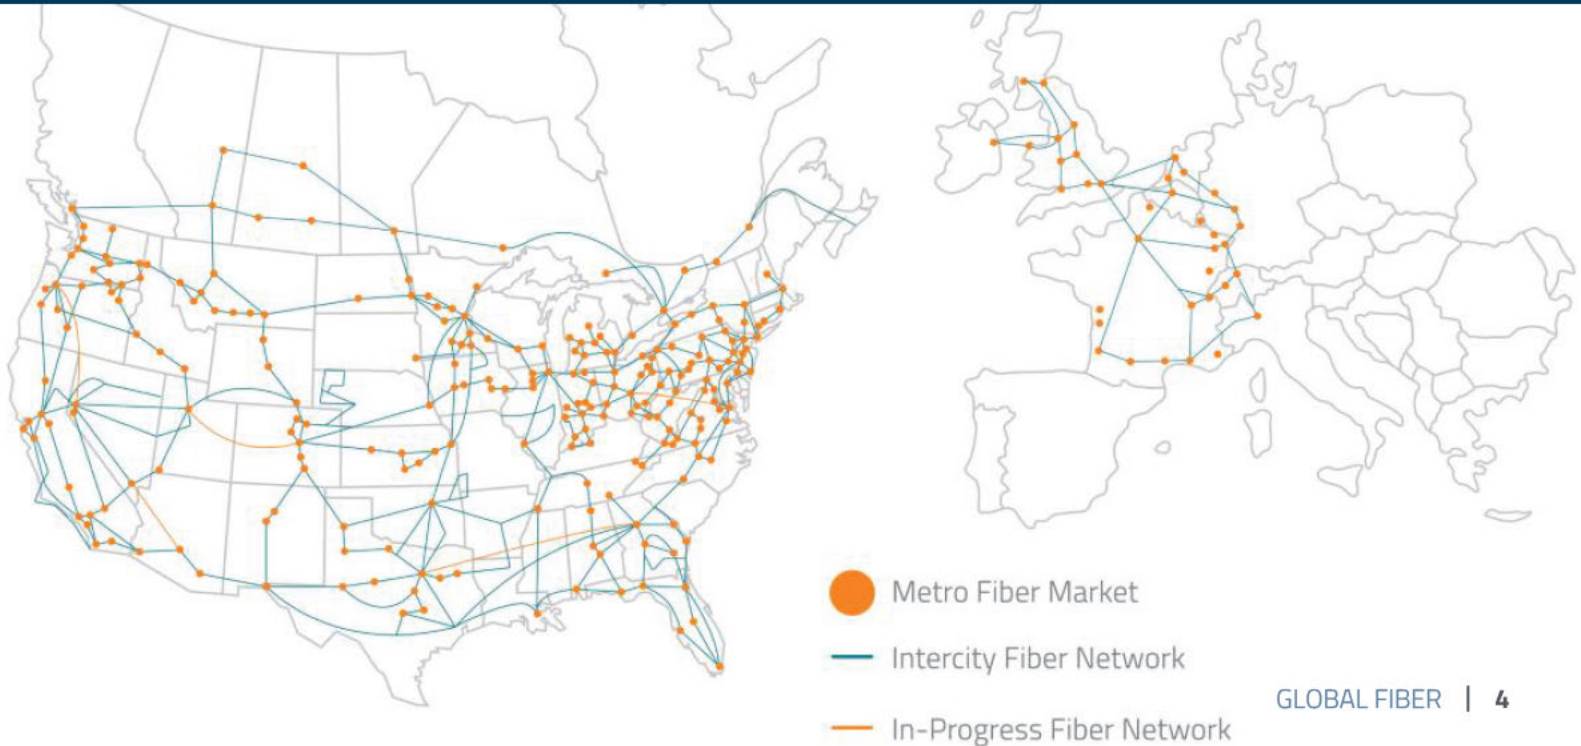 Metro Fiber Market
Intercity Fiber Network
GLOBAL FIBER | 4
In-Progress Fiber Network